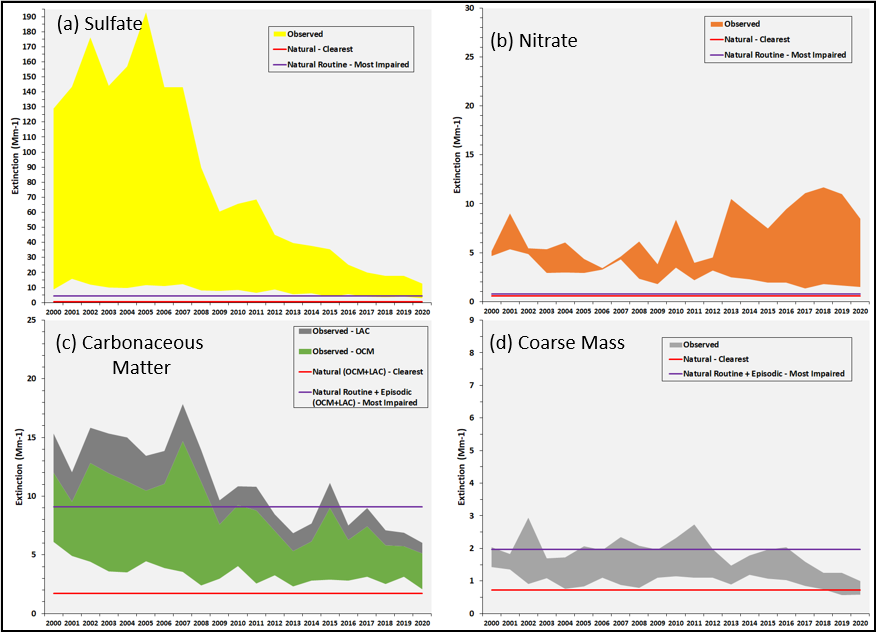 (a) Sulfate
Observed
Natural - Clearest
Natural Routine - Most Impaired
Extinction (Mm-1)
190
180
170
160
150
140
130
120
110
100
90
80
70
60
50
40
30
20
10
0
2000 2001 2002 2003 2004 2005 2006 2007 2008 2009 2010 2011 2012 2013 2014 2015 2016 2017 2018 2019 2020
(b) Nitrate
Observed
Natural - Clearest
Natural Routine - Most Impaired
Extinction (Mm-1)
30
25
20
15
10
5
0
2000 2001 2002 2003 2004 2005 2006 2007 2008 2009 2010 2011 2012 2013 2014 2015 2016 2017 2018 2019 2020
(c) Carbonaceous
Matter
Observed - LAC
Observed - OCM
Natural (OCM+LAC) - Clearest
Natural Routine + Episodic
(OCM+LAC) - Most Impaired
Extinction (Mm-1)
25
20
15
10
5
0
2000 2001 2002 2003 2004 2005 2006 2007 2008 2009 2010 2011 2012 2013 2014 2015 2016 2017 2018 2019 2020
(d) Coarse Mass
Observed
Natural - Clearest
Natural Routine + Episodic - Most Impaired
Extinction (Mm-1)
9
8
7
6
5
4
3
2
1
0
2000 2001 2002 2003 2004 2005 2006 2007 2008 2009 2010 2011 2012 2013 2014 2015 2016 2017 2018 2019 2020